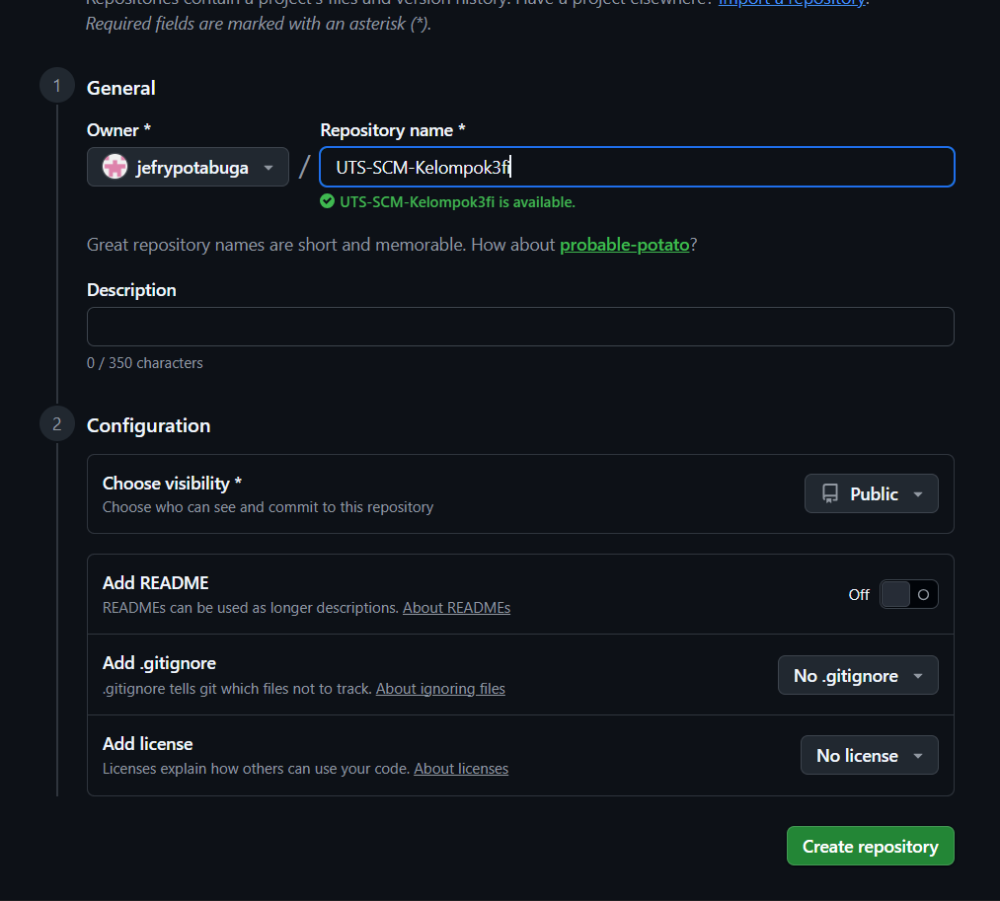 Repositories contain a project's files and version history. Have a project elsewhere? Import a repository.
Required fields are marked with an asterisk (*).
1
General
Owner *
Repository name *
jefrypotabuga
/
UTS-SCM-Kelompok3fi
UTS-SCM-Kelompok3fi is available.
Great repository names are short and memorable. How about probable-potato?
Description
0 / 350 characters
2
Configuration
Choose visibility *
Choose who can see and commit to this repository
Public
Add README
READMEs can be used as longer descriptions. About READMEs
Off
Add .gitignore
.gitignore tells git which files not to track. About ignoring files
No .gitignore
Add license
Licenses explain how others can use your code. About licenses
No license
Create repository